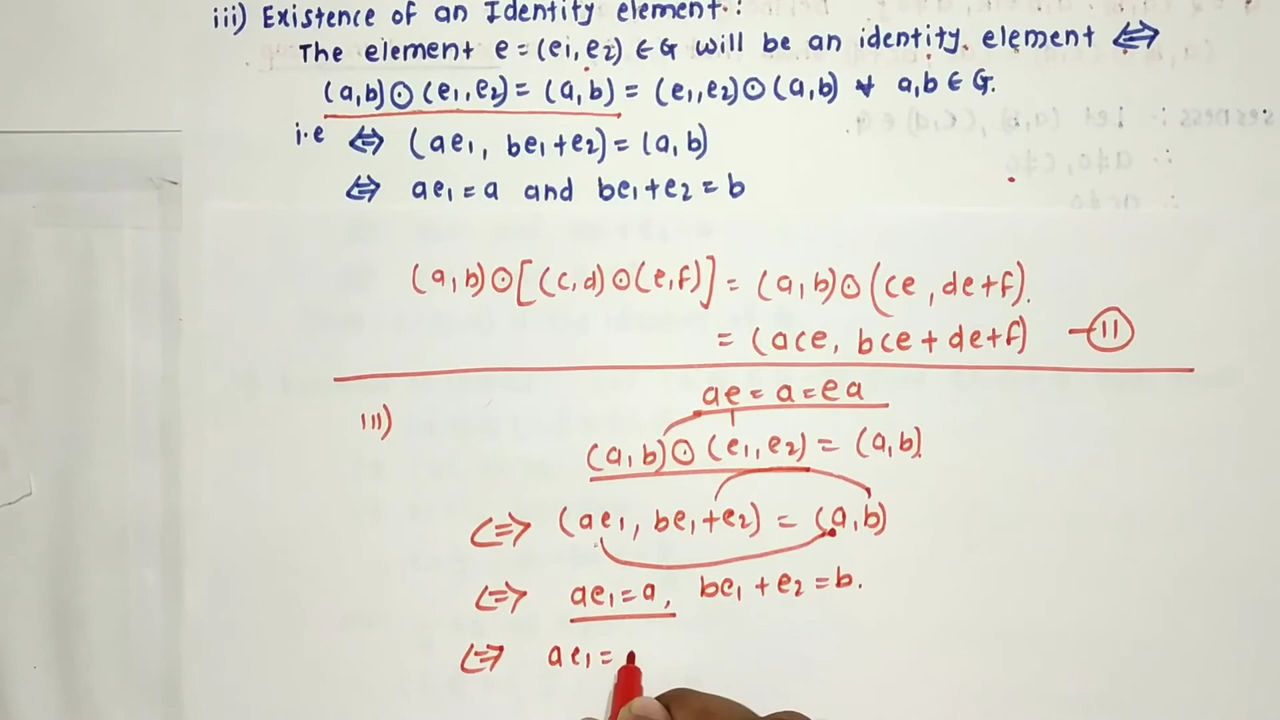 iii) Existence of an Identity element :
The element e = (e1, e2) ∈ G will be an identity element ⇔
(a,b) ⊙ (e1,e2) = (a,b) = (e1,e2) ⊙ (a,b) ∀ a,b ∈ G.
i.e ⇔ (ae1, be1+e2) = (a,b)
⇔ ae1 = a and be1+e2 = b
(a,b)⊙[(c,d)⊙(e,f)] = (a,b)⊙(ce, de+f).
= (ace, bce + de+f) — 11
ae = a = ea
iii)
(a,b)⊙(e1,e2) = (a,b)
⇔ (ae1, be1+e2) = (a,b)
⇔ ae1=a, be1+e2=b.
⇔ ae1=